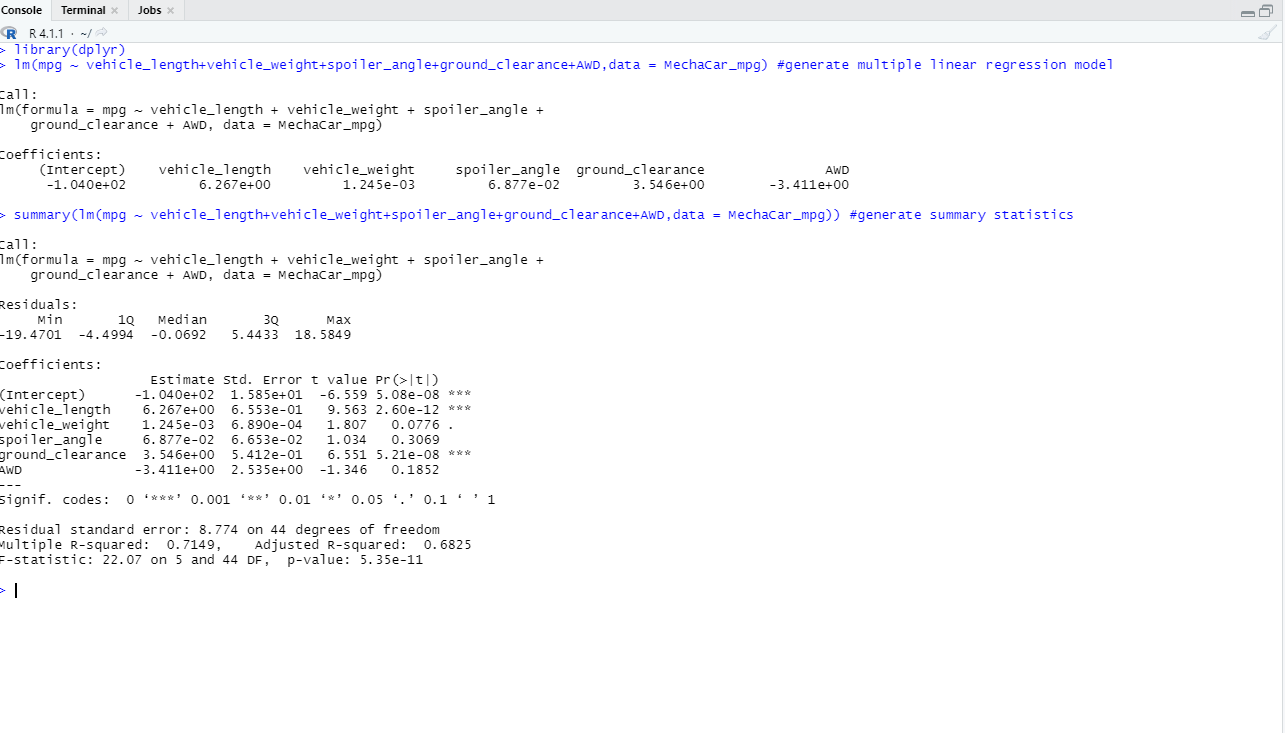 Console Terminal × Jobs ×
R 4.1.1 · ~/
> library(dplyr)
> lm(mpg ~ vehicle_length+vehicle_weight+spoiler_angle+ground_clearance+AWD,data = MechaCar_mpg) #generate multiple linear regression model
Call:
lm(formula = mpg ~ vehicle_length + vehicle_weight + spoiler_angle +
    ground_clearance + AWD, data = MechaCar_mpg)
Coefficients:
     (Intercept)    vehicle_length    vehicle_weight     spoiler_angle  ground_clearance               AWD
      -1.040e+02         6.267e+00         1.245e-03         6.877e-02         3.546e+00        -3.411e+00
> summary(lm(mpg ~ vehicle_length+vehicle_weight+spoiler_angle+ground_clearance+AWD,data = MechaCar_mpg)) #generate summary statistics
Call:
lm(formula = mpg ~ vehicle_length + vehicle_weight + spoiler_angle +
    ground_clearance + AWD, data = MechaCar_mpg)
Residuals:
     Min       1Q   Median       3Q      Max
-19.4701  -4.4994  -0.0692   5.4433  18.5849
Coefficients:
                   Estimate Std. Error t value Pr(>|t|)
(Intercept)      -1.040e+02  1.585e+01  -6.559 5.08e-08 ***
vehicle_length    6.267e+00  6.553e-01   9.563 2.60e-12 ***
vehicle_weight    1.245e-03  6.890e-04   1.807   0.0776 .
spoiler_angle     6.877e-02  6.653e-02   1.034   0.3069
ground_clearance  3.546e+00  5.412e-01   6.551 5.21e-08 ***
AWD              -3.411e+00  2.535e+00  -1.346   0.1852
---
Signif. codes:  0 ‘***’ 0.001 ‘**’ 0.01 ‘*’ 0.05 ‘.’ 0.1 ‘ ’ 1
Residual standard error: 8.774 on 44 degrees of freedom
Multiple R-squared:  0.7149,    Adjusted R-squared:  0.6825
F-statistic: 22.07 on 5 and 44 DF,  p-value: 5.35e-11
>